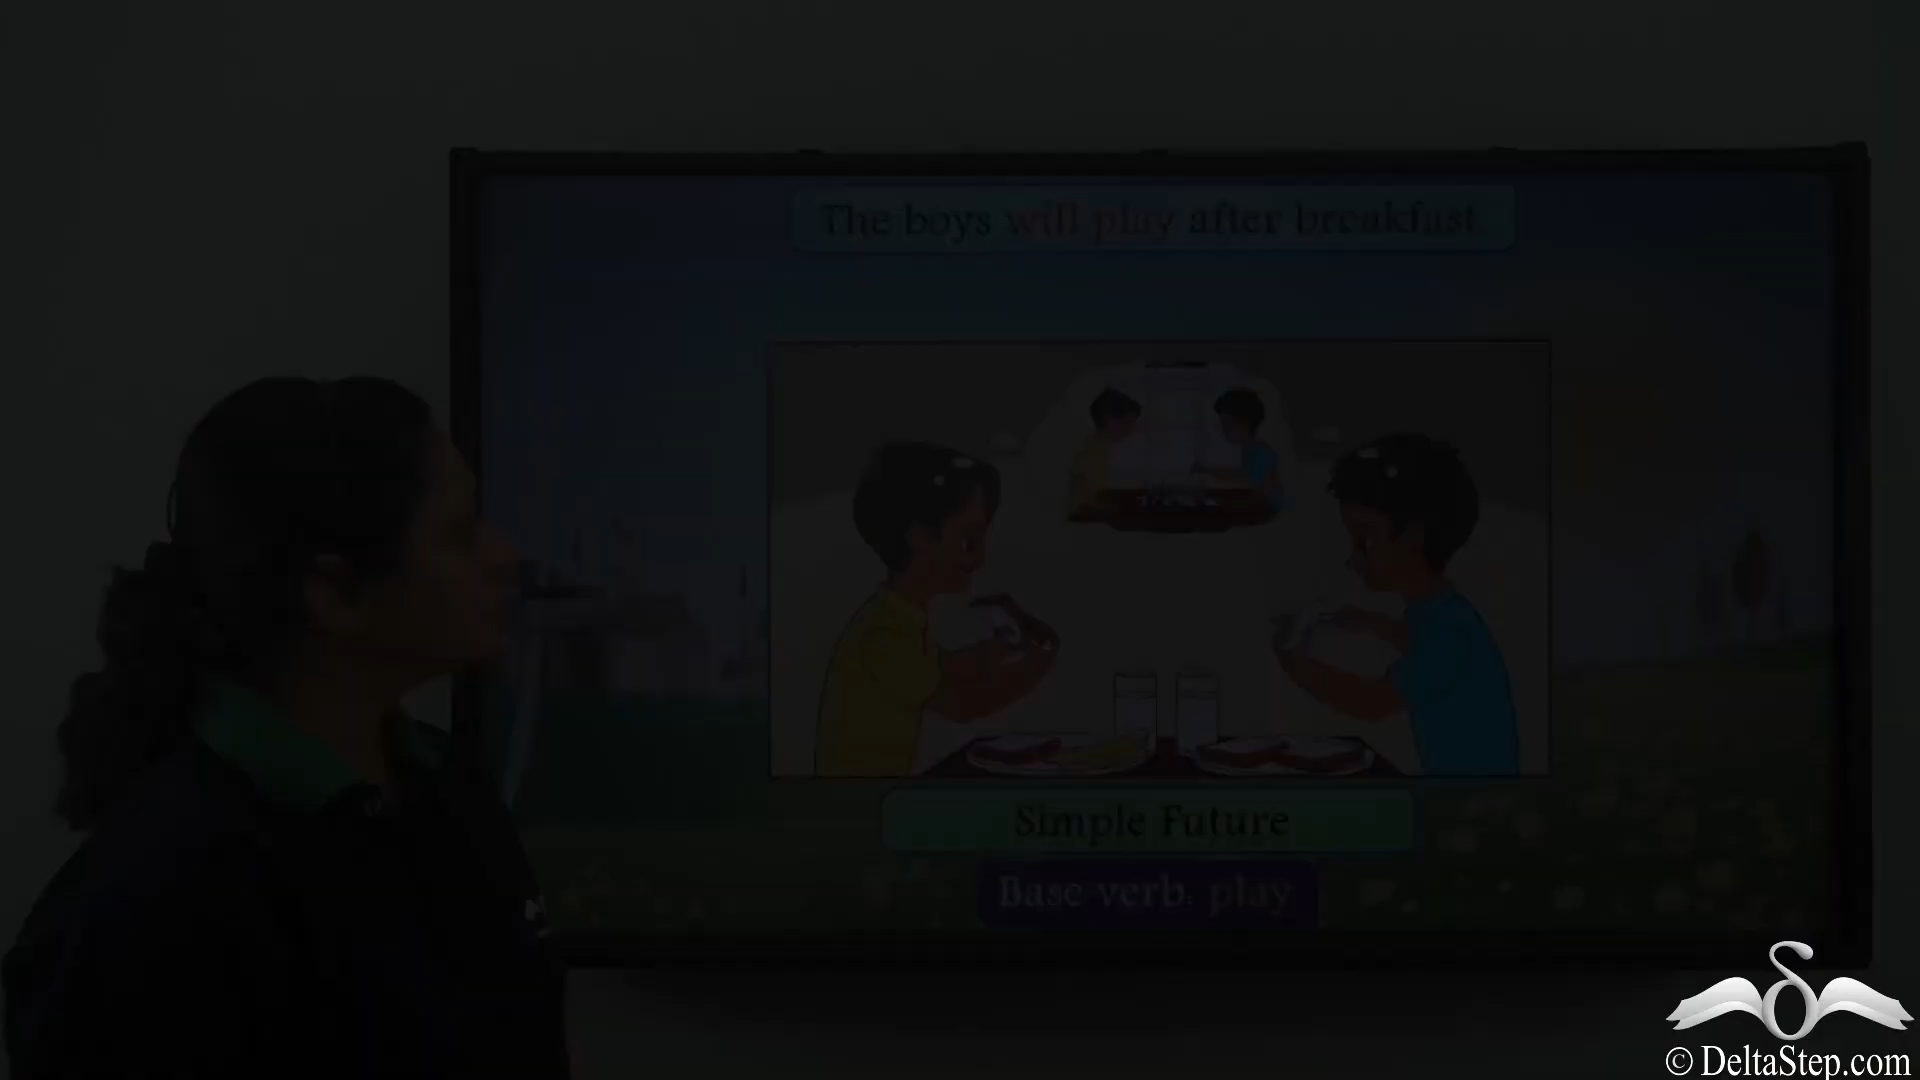 The boys will play after breakfast.
Simple Future
Base verb: play
© DeltaStep.com